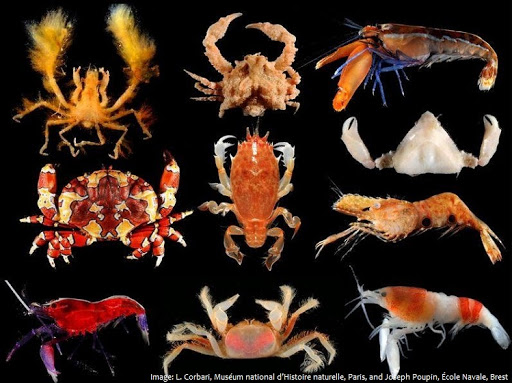 Image: L. Corbari, Muséum national d'Histoire naturelle, Paris, and Joseph Poupin, École Navale, Brest